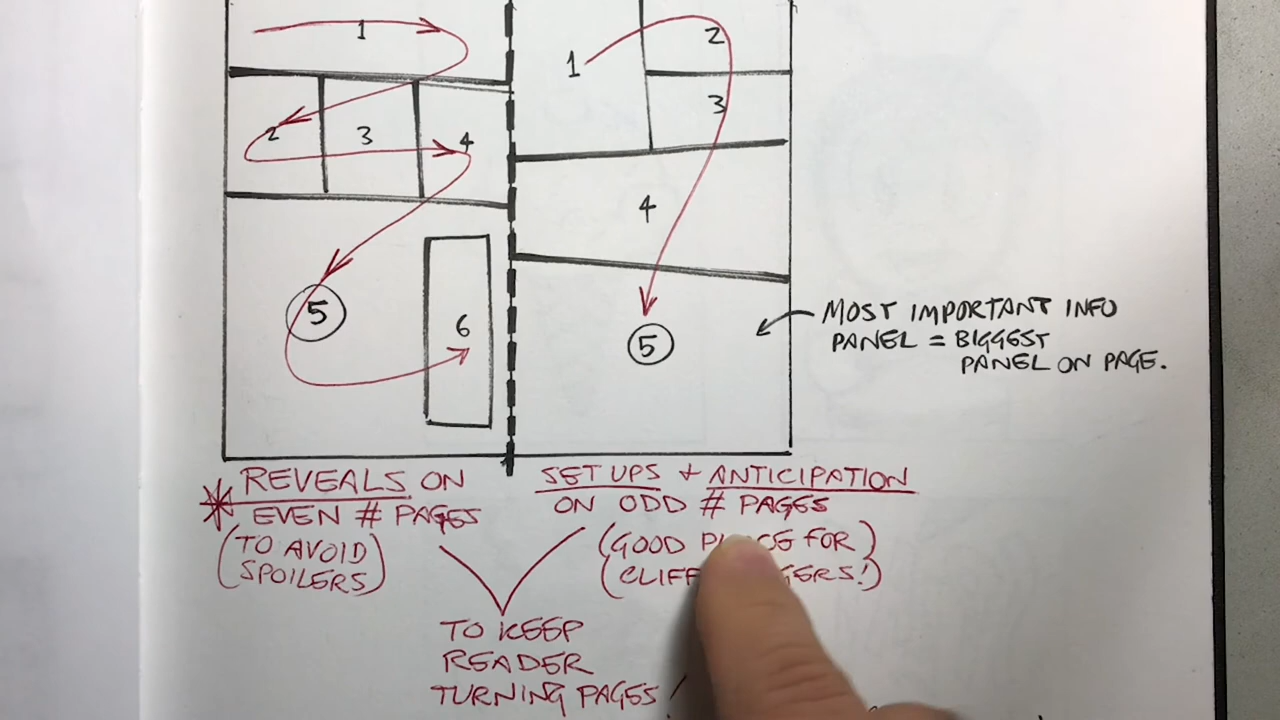 1
2
3
4
5
6
1
2
3
4
5
MOST IMPORTANT INFO
PANEL = BIGGEST
PANEL ON PAGE.
* REVEALS ON
EVEN # PAGES
(TO AVOID
SPOILERS)
SET UPS + ANTICIPATION
ON ODD # PAGES
(GOOD FOR)
TO KEEP
READER
TURNING PAGES!